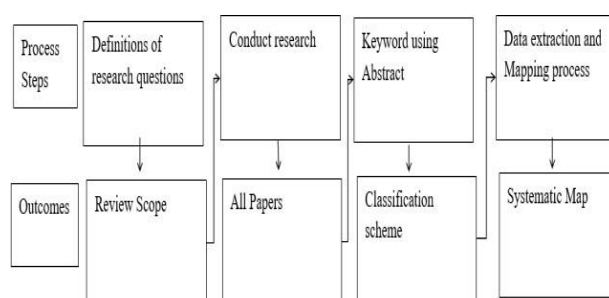 Process
Steps
Definitions of
research questions
Conduct research
Keyword using
Abstract
Data extraction and
Mapping process
Outcomes
Review Scope
All Papers
Classification
scheme
Systematic Map